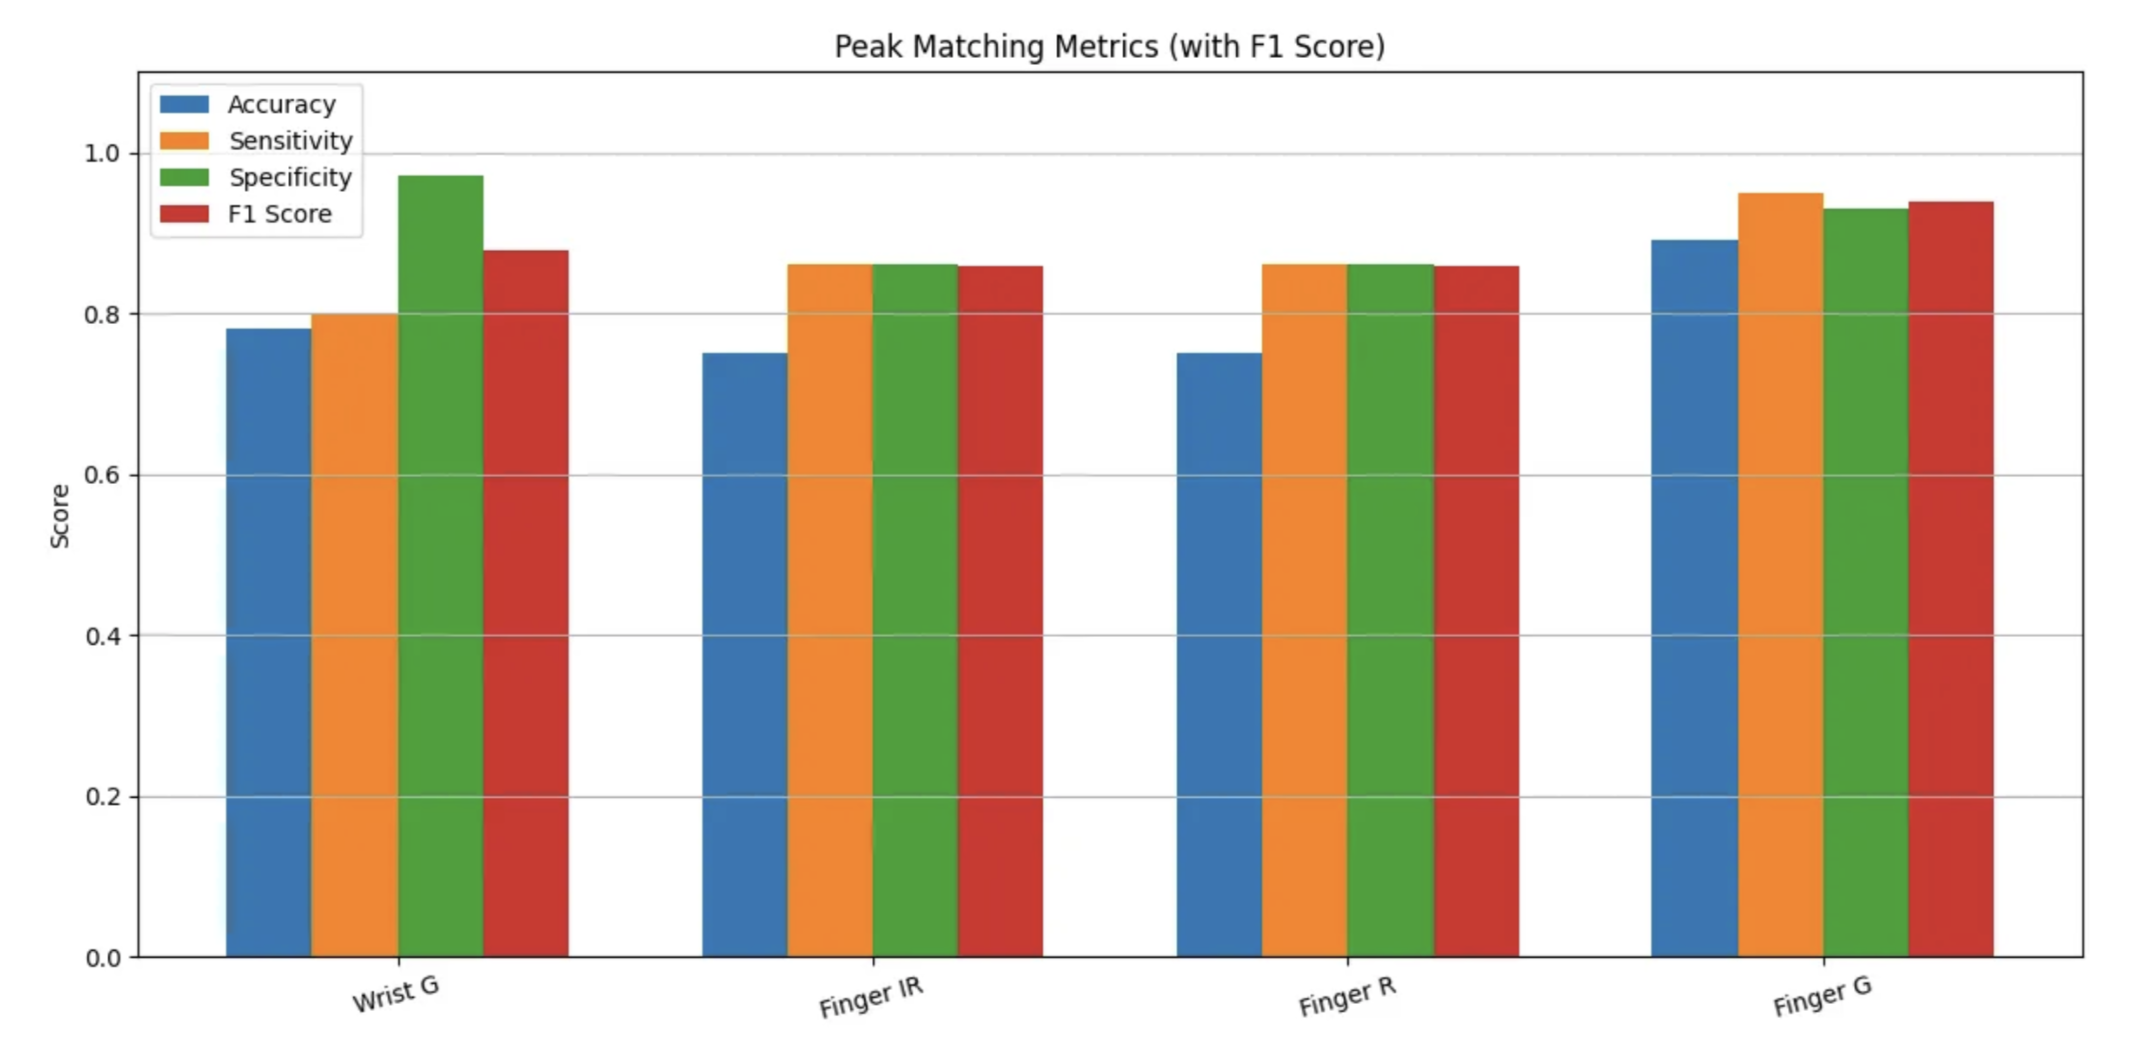 Peak Matching Metrics (with F1 Score)
Accuracy
Sensitivity
Specificity
F1 Score
1.0
0.8
0.6
0.4
0.2
0.0
Score
Wrist G
Finger IR
Finger R
Finger G